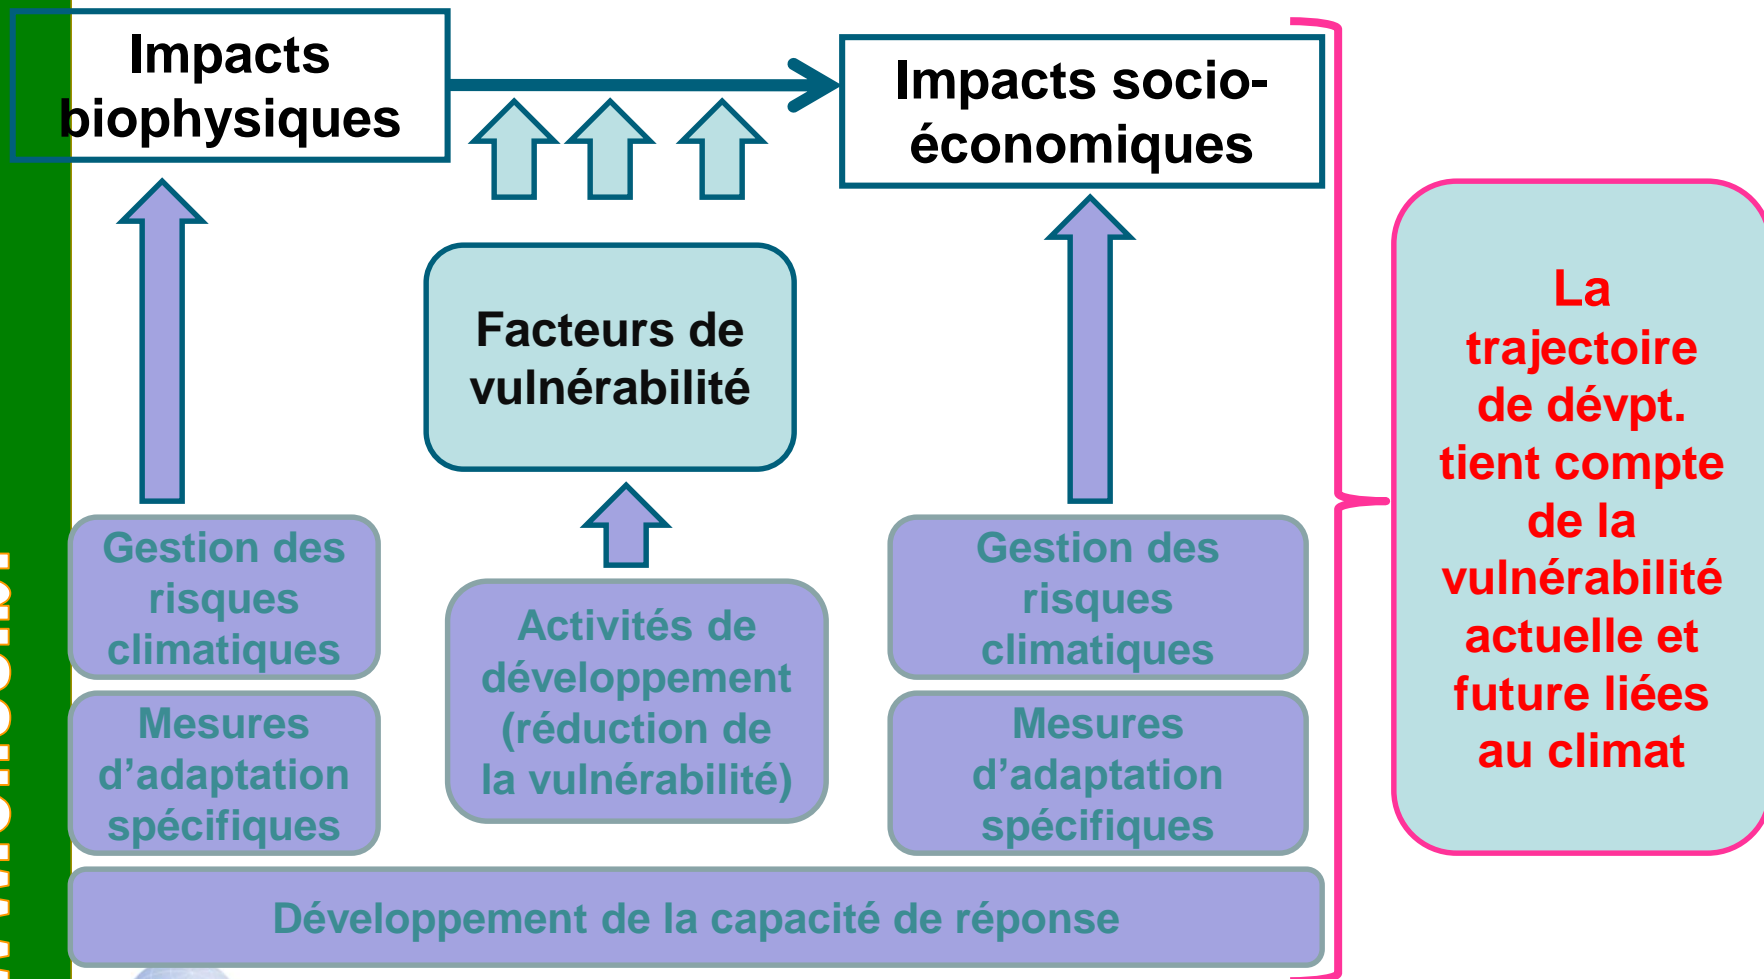 Impacts
biophysiques
Impacts socio-
économiques
Facteurs de
vulnérabilité
Gestion des
risques
climatiques
Mesures
d’adaptation
spécifiques
Activités de
développement
(réduction de
la vulnérabilité)
Gestion des
risques
climatiques
Mesures
d’adaptation
spécifiques
Développement de la capacité de réponse
La
trajectoire
de dévpt.
tient compte
de la
vulnérabilité
actuelle et
future liées
au climat